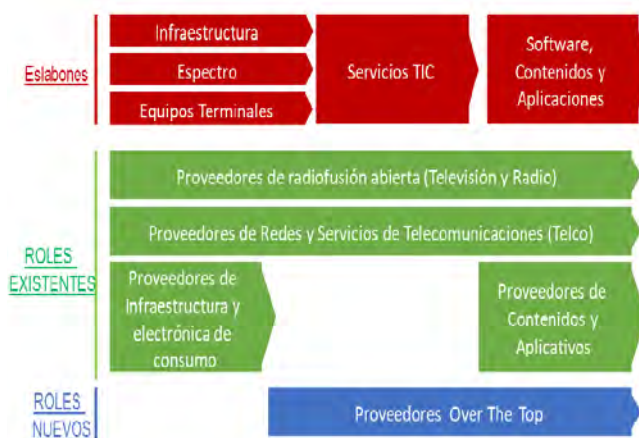 Eslabones
Infraestructura
Espectro
Equipos Terminales
Servicios TIC
Software,
Contenidos y
Aplicaciones
ROLES
EXISTENTES
Proveedores de radiofusión abierta (Televisión y Radio)
Proveedores de Redes y Servicios de Telecomunicaciones (Telco)
Proveedores de
Infraestructura y
electrónica de
consumo
Proveedores de
Contenidos y
Aplicativos
ROLES
NUEVOS
Proveedores Over The Top